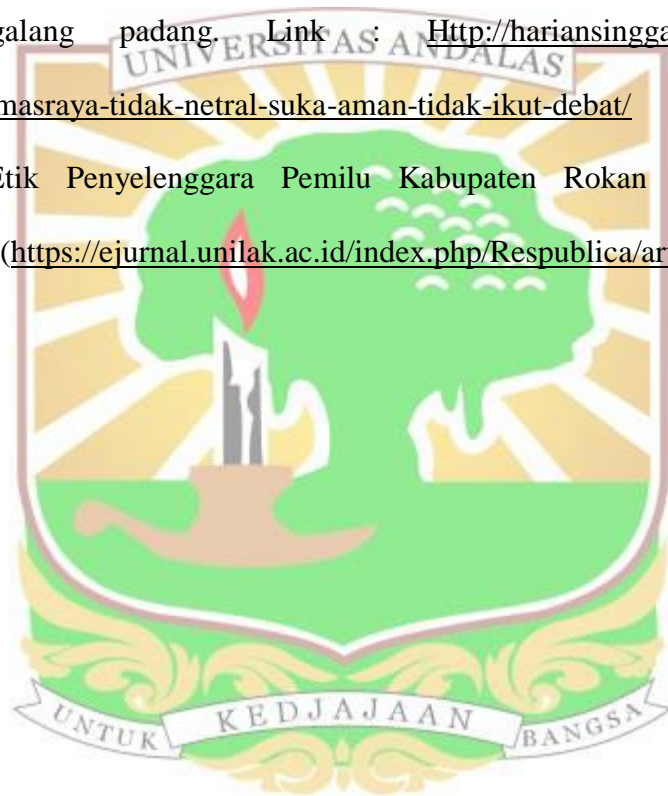 galang padang. Link : Http://hariansingga
UNIVERSITAS ANDALAS
masraya-tidak-netral-suka-aman-tidak-ikut-debat/
Etik Penyelenggara Pemilu Kabupaten Rokan
(https://ejurnal.unilak.ac.id/index.php/Respublica/ar
UNTUK KEDJAJAAN BANGSA